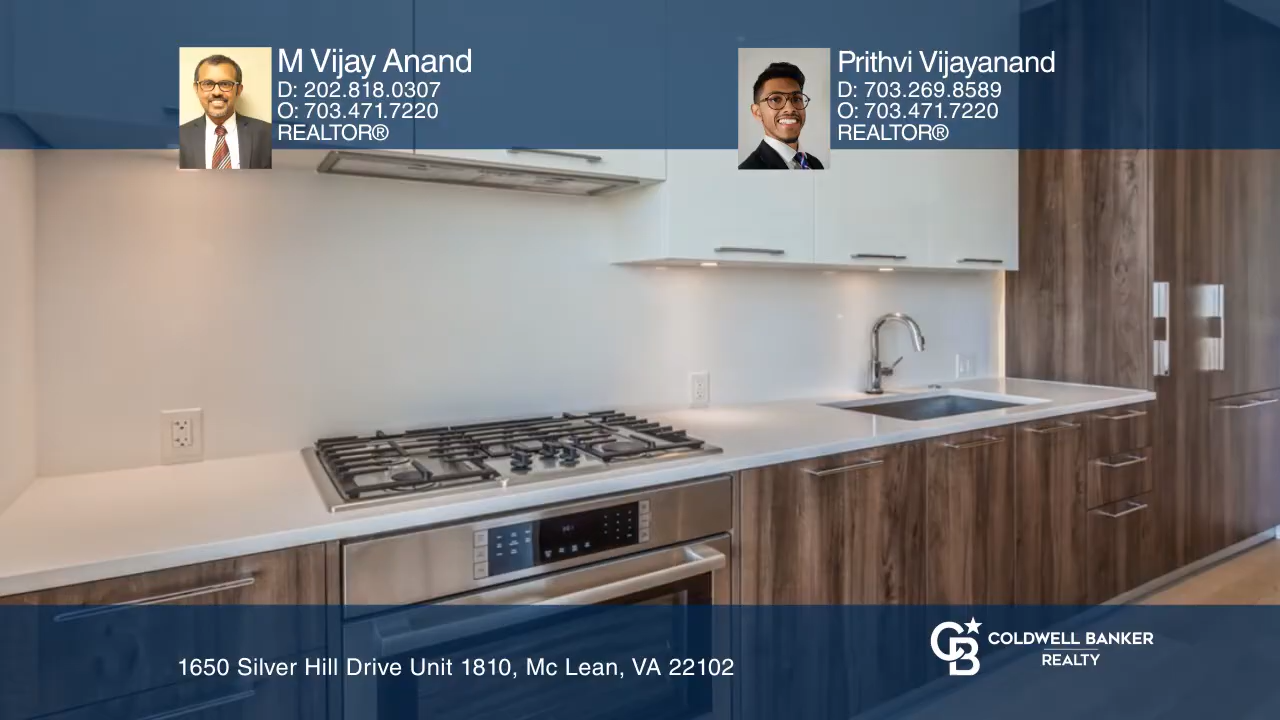 M Vijay Anand
D: 202.818.0307
O: 703.471.7220
REALTOR®
Prithvi Vijayanand
D: 703.269.8589
O: 703.471.7220
REALTOR®
1650 Silver Hill Drive Unit 1810, Mc Lean, VA 22102
CB
COLDWELL BANKER
REALTY